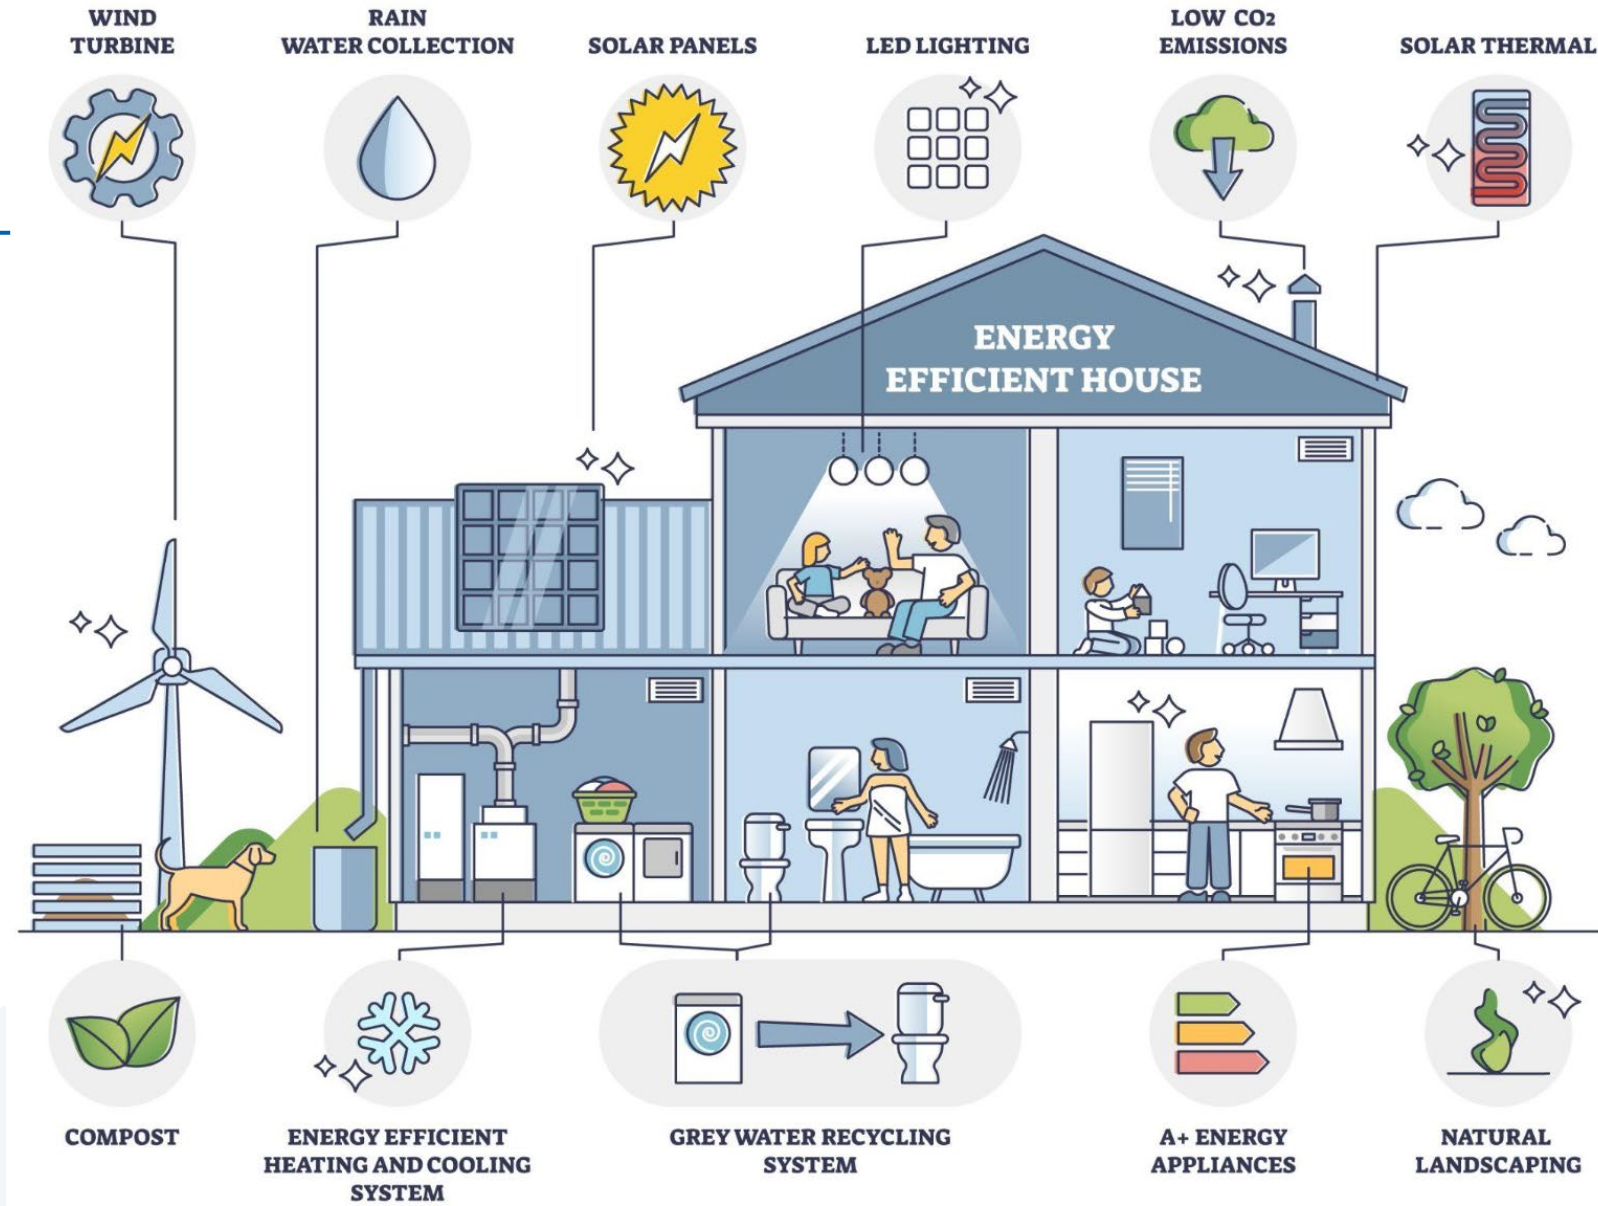 WIND
TURBINE
RAIN
WATER COLLECTION
SOLAR PANELS
LED LIGHTING
LOW CO2
EMISSIONS
SOLAR THERMAL
ENERGY
EFFICIENT HOUSE
COMPOST
ENERGY EFFICIENT
HEATING AND COOLING
SYSTEM
GREY WATER RECYCLING
SYSTEM
A+ ENERGY
APPLIANCES
NATURAL
LANDSCAPING